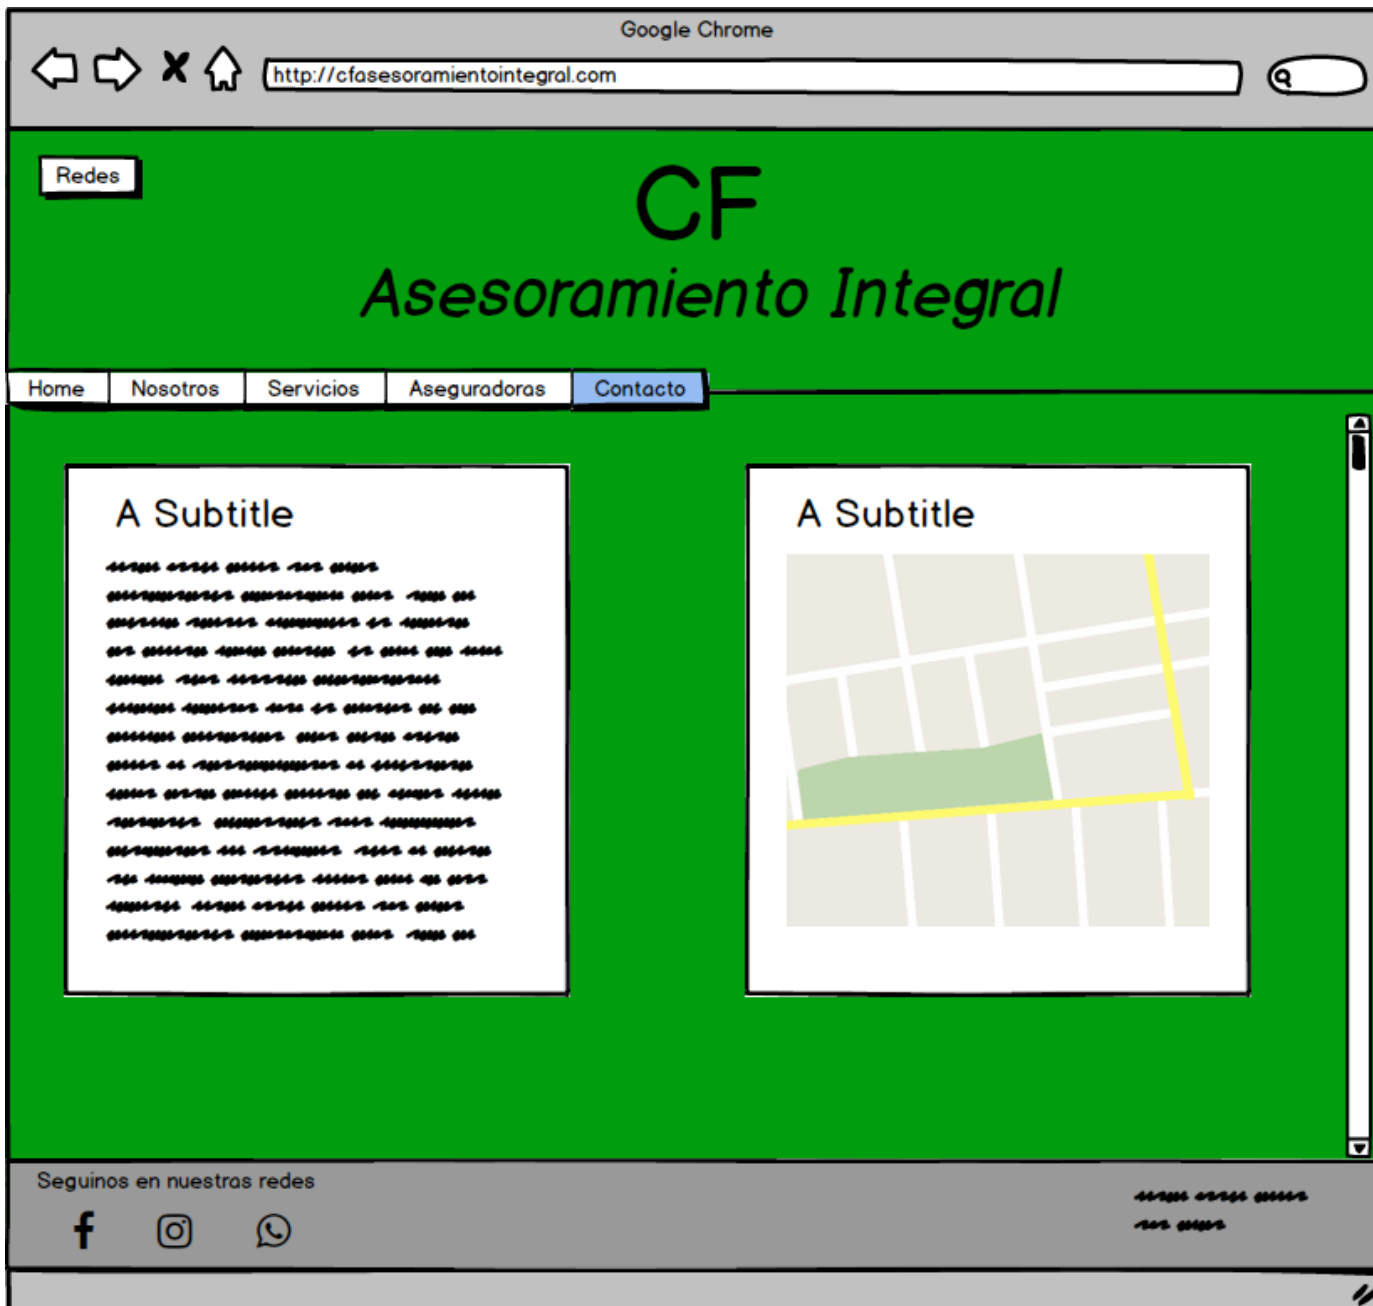 Google Chrome
http://cfasesoramientointegral.com
Redes
CF
Asesoramiento Integral
Home Nosotros Servicios Aseguradoras Contacto
A Subtitle
A Subtitle
Seguinos en nuestras redes